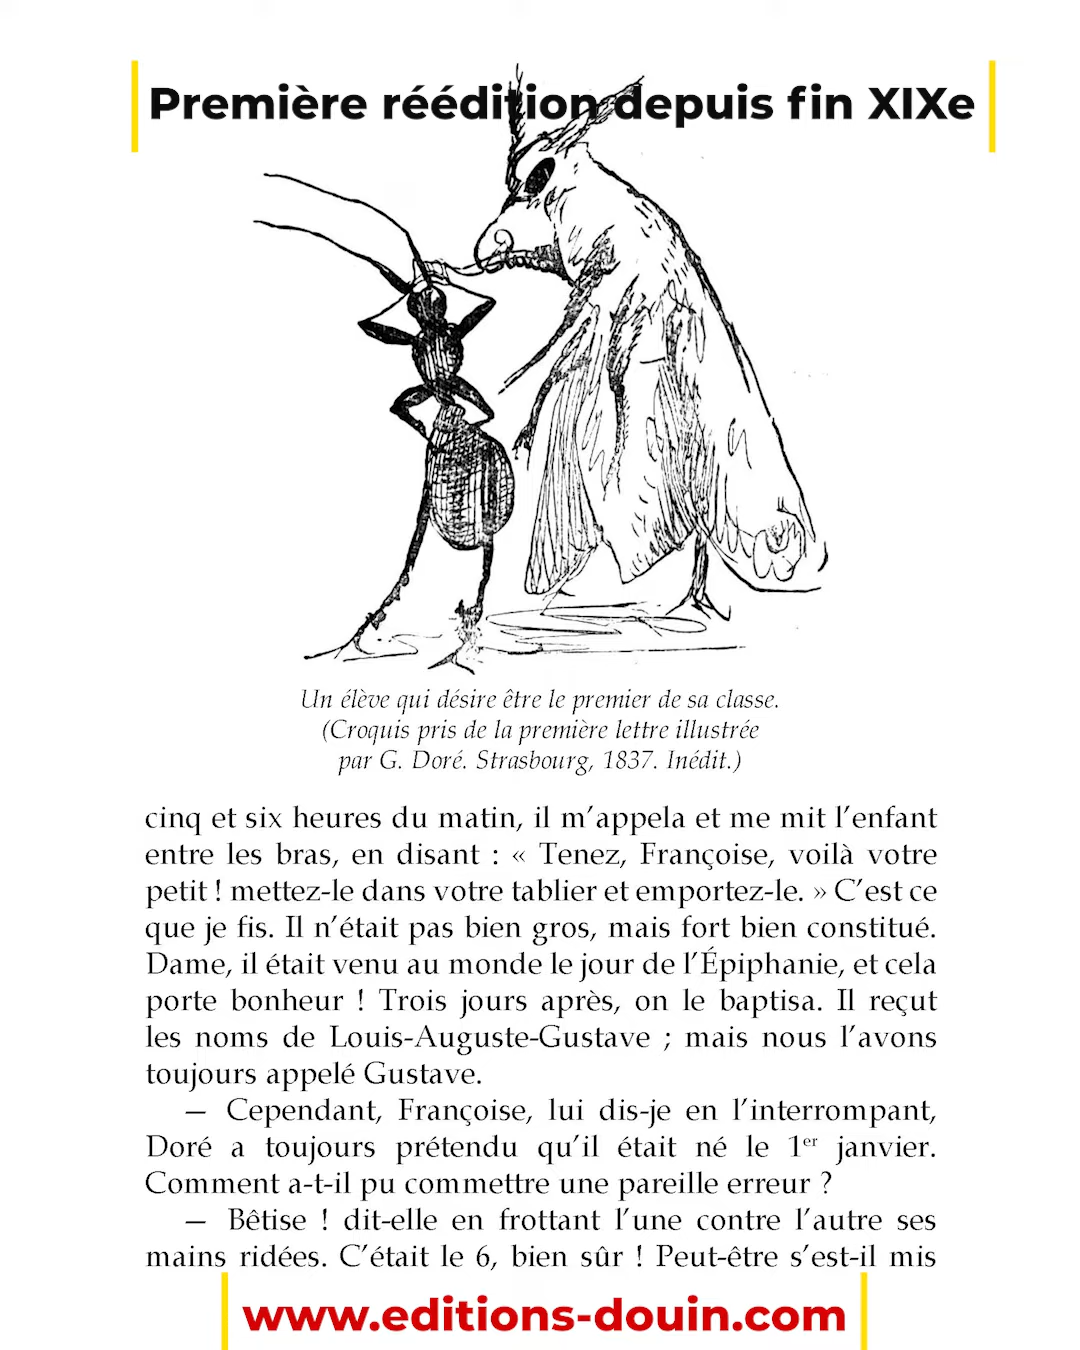 Première réédition depuis fin XIXe
Un élève qui désire être le premier de sa classe.
(Croquis pris de la première lettre illustrée
par G. Doré. Strasbourg, 1837. Inédit.)
cinq et six heures du matin, il m’appela et me mit l’enfant
entre les bras, en disant : « Tenez, Françoise, voilà votre
petit ! mettez-le dans votre tablier et emportez-le. » C’est ce
que je fis. Il n’était pas bien gros, mais fort bien constitué.
Dame, il était venu au monde le jour de l’Épiphanie, et cela
porte bonheur ! Trois jours après, on le baptisa. Il reçut
les noms de Louis-Auguste-Gustave ; mais nous l’avons
toujours appelé Gustave.
— Cependant, Françoise, lui dis-je en l’interrompant,
Doré a toujours prétendu qu’il était né le 1er janvier.
Comment a-t-il pu commettre une pareille erreur ?
— Bêtise ! dit-elle en frottant l’une contre l’autre ses
mains ridées. C’était le 6, bien sûr ! Peut-être s’est-il mis
www.editions-douin.com